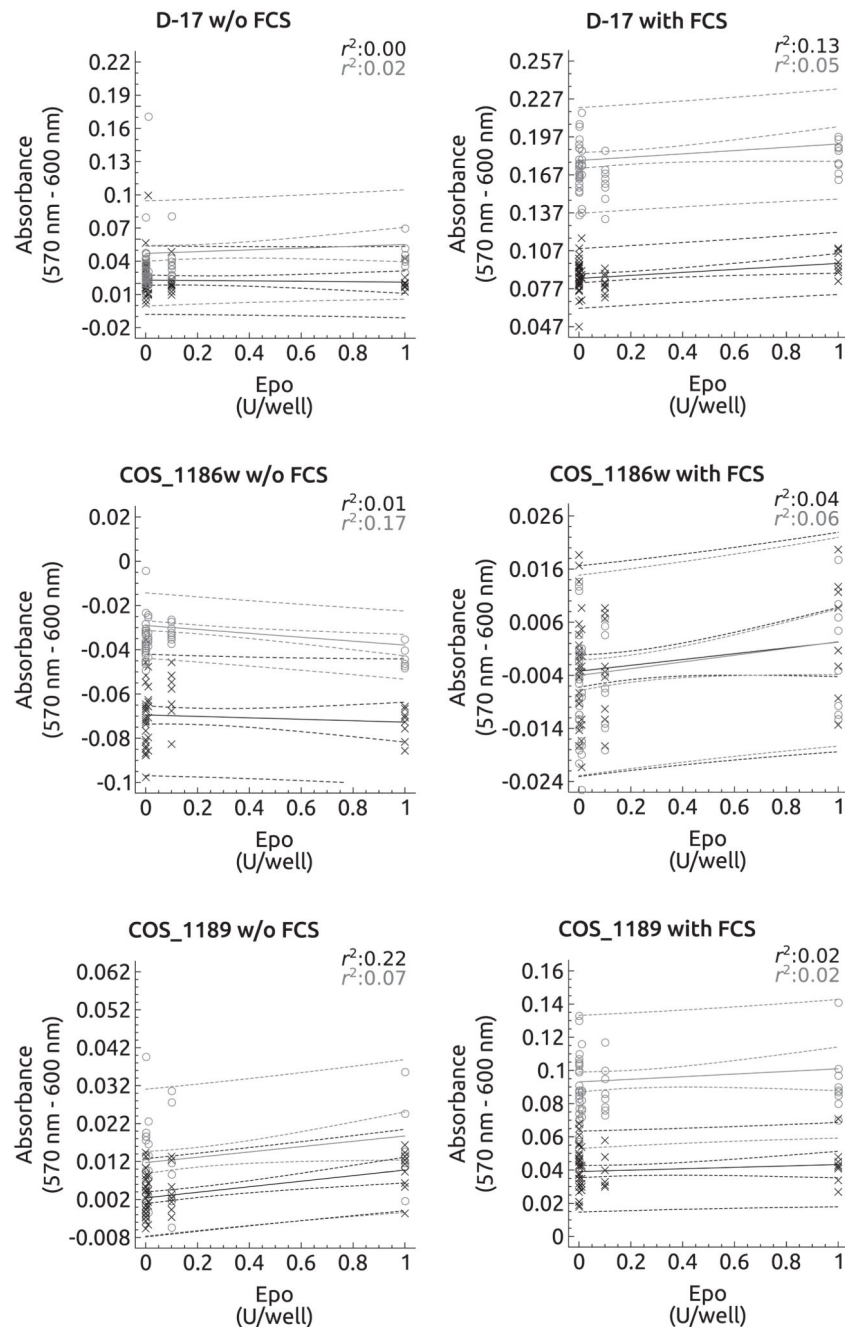 D-17 w/o FCS
r²:0.00
r²:0.02
Absorbance
(570 nm - 600 nm)
0.22
0.19
0.16
0.13
0.1
0.07
0.04
0.01
-0.02
0 0.2 0.4 0.6 0.8 1
Epo
(U/well)
D-17 with FCS
r²:0.13
r²:0.05
Absorbance
(570 nm - 600 nm)
0.257
0.227
0.197
0.167
0.137
0.107
0.077
0.047
0 0.2 0.4 0.6 0.8 1
Epo
(U/well)
COS_1186w w/o FCS
r²:0.01
r²:0.17
Absorbance
(570 nm - 600 nm)
0.02
0
-0.02
-0.04
-0.06
-0.08
-0.1
0 0.2 0.4 0.6 0.8 1
Epo
(U/well)
COS_1186w with FCS
r²:0.04
r²:0.06
Absorbance
(570 nm - 600 nm)
0.026
0.016
0.006
-0.004
-0.014
-0.024
0 0.2 0.4 0.6 0.8 1
Epo
(U/well)
COS_1189 w/o FCS
r²:0.22
r²:0.07
Absorbance
(570 nm - 600 nm)
0.062
0.052
0.042
0.032
0.022
0.012
0.002
-0.008
0 0.2 0.4 0.6 0.8 1
Epo
(U/well)
COS_1189 with FCS
r²:0.02
r²:0.02
Absorbance
(570 nm - 600 nm)
0.16
0.14
0.12
0.1
0.08
0.06
0.04
0.02
0
0 0.2 0.4 0.6 0.8 1
Epo
(U/well)